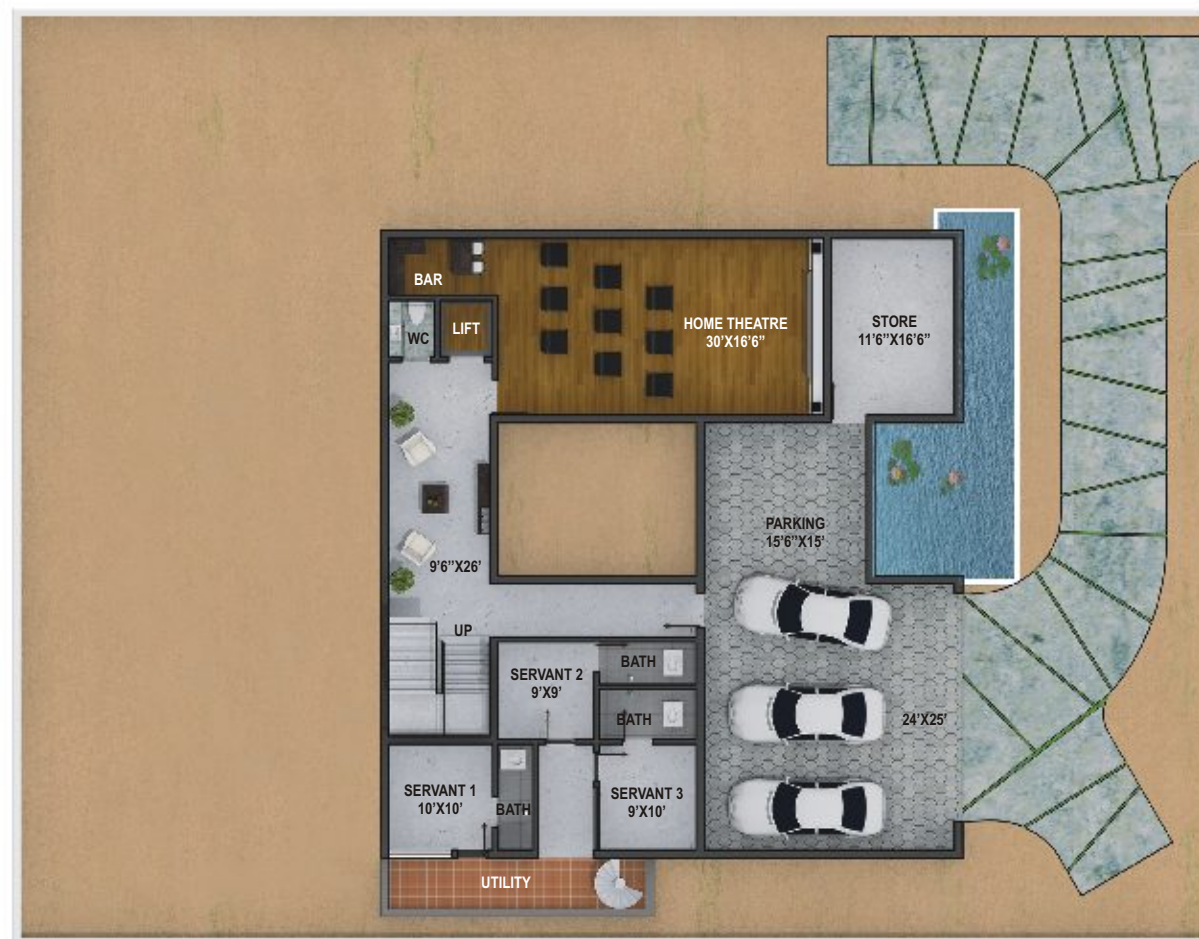 BAR
WC
LIFT
HOME THEATRE
30'X16'6”
STORE
11'6”X16'6”
PARKING
15'6”X15'
9'6”X26'
UP
SERVANT 2
9'X9'
BATH
BATH
24'X25'
SERVANT 1
10'X10'
BATH
SERVANT 3
9'X10'
UTILITY